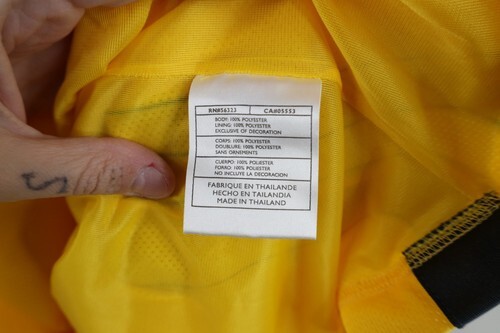 RN#56323 CA#05553
BODY: 100% POLYESTER
LINING: 100% POLYESTER
EXCLUSIVE OF DECORATION
CORPS: 100% POLYESTER
DOUBLURE: 100% POLYESTER
SANS ORNEMENTS
CUERPO: 100% POLIESTER
FORRO: 100% POLIESTER
NO INCLUYE LA DECORACION
FABRIQUE EN THAILANDE
HECHO EN TAILANDIA
MADE IN THAILAND